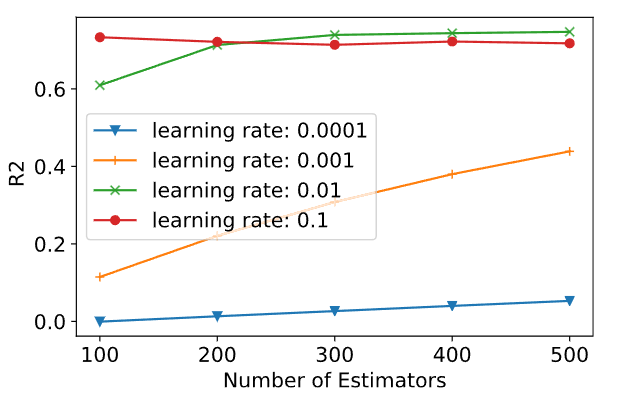 R2
0.6
0.4
0.2
0.0
learning rate: 0.0001
learning rate: 0.001
learning rate: 0.01
learning rate: 0.1
100 200 300 400 500
Number of Estimators